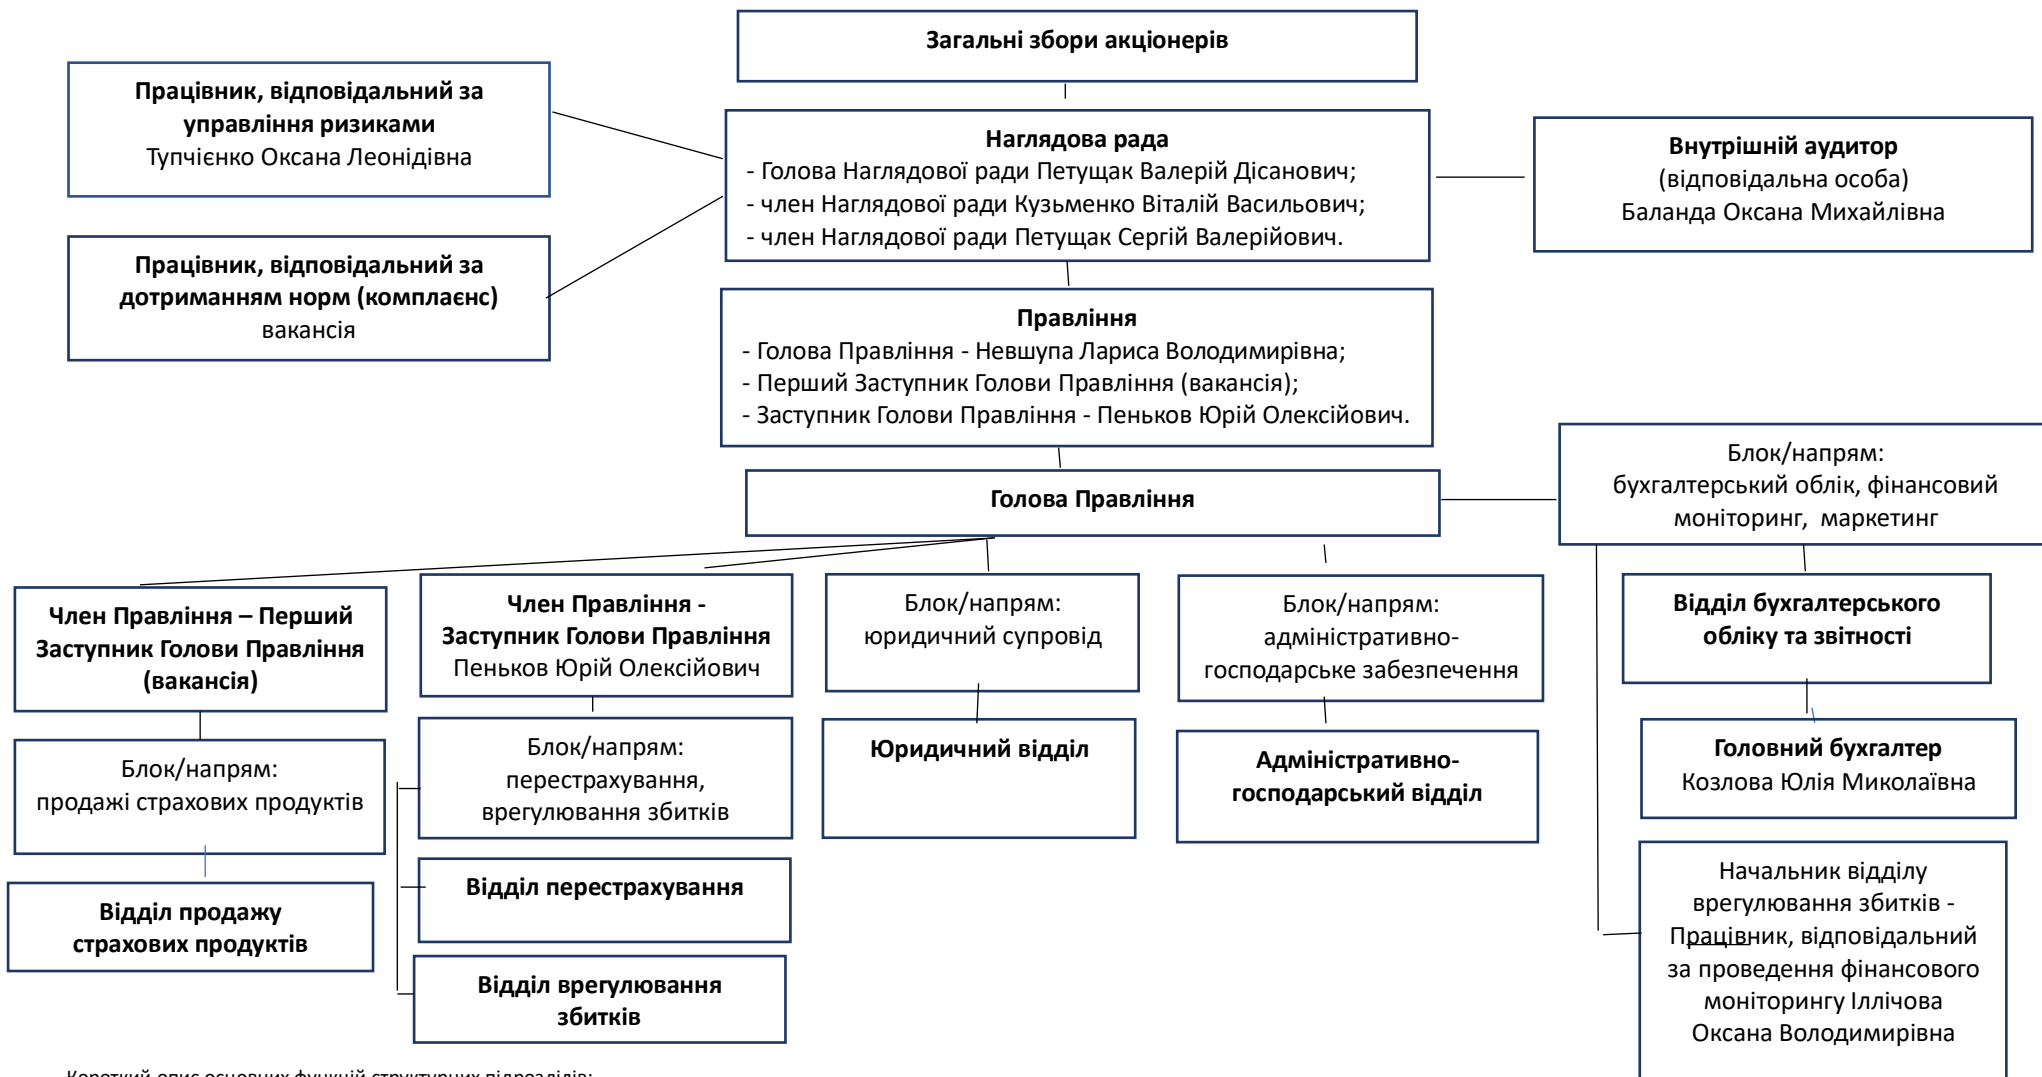 Загальні збори акціонерів
Працівник, відповідальний за
управління ризиками
Тупчієнко Оксана Леонідівна
Наглядова рада
- Голова Наглядової ради Петущак Валерій Дісанович;
- член Наглядової ради Кузьменко Віталій Васильович;
- член Наглядової ради Петущак Сергій Валерійович.
Внутрішній аудитор
(відповідальна особа)
Баланда Оксана Михайлівна
Працівник, відповідальний за
дотриманням норм (комплаєнс)
вакансія
Правління
- Голова Правління - Невшупа Лариса Володимирівна;
- Перший Заступник Голови Правління (вакансія);
- Заступник Голови Правління - Пеньков Юрій Олексійович.
Голова Правління
Блок/напрям:
бухгалтерський облік, фінансовий
моніторинг, маркетинг
Член Правління – Перший
Заступник Голови Правління
(вакансія)
Член Правління -
Заступник Голови Правління
Пеньков Юрій Олексійович
Блок/напрям:
юридичний супровід
Блок/напрям:
адміністративно-
господарське забезпечення
Відділ бухгалтерського
обліку та звітності
Блок/напрям:
продажі страхових продуктів
Блок/напрям:
перестрахування,
врегулювання збитків
Юридичний відділ
Адміністративно-
господарський відділ
Головний бухгалтер
Козлова Юлія Миколаївна
Відділ продажу
страхових продуктів
Відділ перестрахування
Відділ врегулювання
збитків
Начальник відділу
врегулювання збитків -
Працівник, відповідальний
за проведення фінансового
моніторингу Іллічова
Оксана Володимирівна
Короткий опис основних функцій структурних підрозділів: